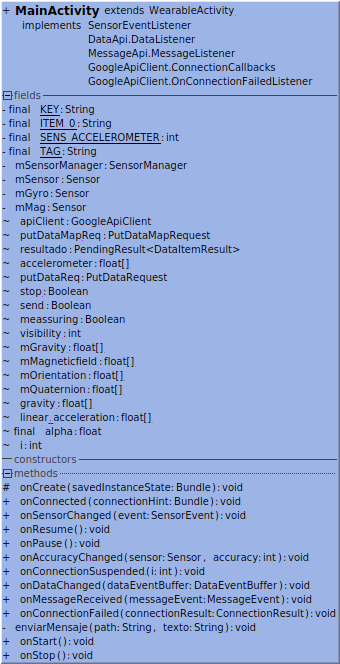 + MainActivity extends WearableActivity
implements SensorEventListener
DataApi.DataListener
MessageApi.MessageListener
GoogleApiClient.ConnectionCallbacks
GoogleApiClient.OnConnectionFailedListener
fields
- final KEY:String
- final ITEM_0:String
- final SENS_ACCELEROMETER:int
- final TAG:String
- mSensorManager:SensorManager
- mSensor:Sensor
- mGyro:Sensor
- mMag:Sensor
~ apiClient:GoogleApiClient
~ putDataMapReq:PutDataMapRequest
~ resultado:PendingResult<DataItemResult>
~ accelerometer:float[]
~ putDataReq:PutDataRequest
~ stop:Boolean
~ send:Boolean
~ meassuring:Boolean
~ visibility:int
~ mGravity:float[]
~ mMagneticfield:float[]
~ mOrientation:float[]
~ mQuaternion:float[]
~ gravity:float[]
~ linear_acceleration:float[]
~ final alpha:float
~ i:int
constructors
methods
# onCreate(savedInstanceState:Bundle):void
+ onConnected(connectionHint:Bundle):void
+ onSensorChanged(event:SensorEvent):void
+ onResume():void
+ onPause():void
+ onAccuracyChanged(sensor:Sensor, accuracy:int):void
+ onConnectionSuspended(i:int):void
+ onDataChanged(dataEventBuffer:DataEventBuffer):void
+ onMessageReceived(messageEvent:MessageEvent):void
+ onConnectionFailed(connectionResult:ConnectionResult):void
- enviarMensaje(path:String, texto:String):void
+ onStart():void
+ onStop():void